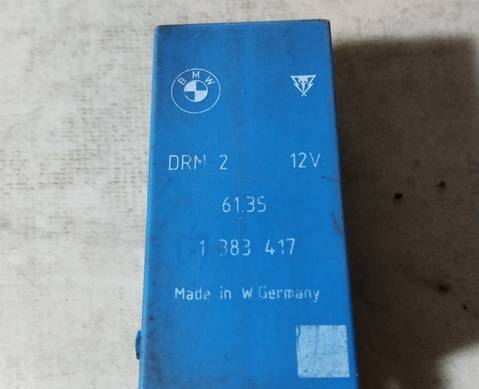 BMW
DRM 2 12V
61.35
1 383 417
Made in W.Germany